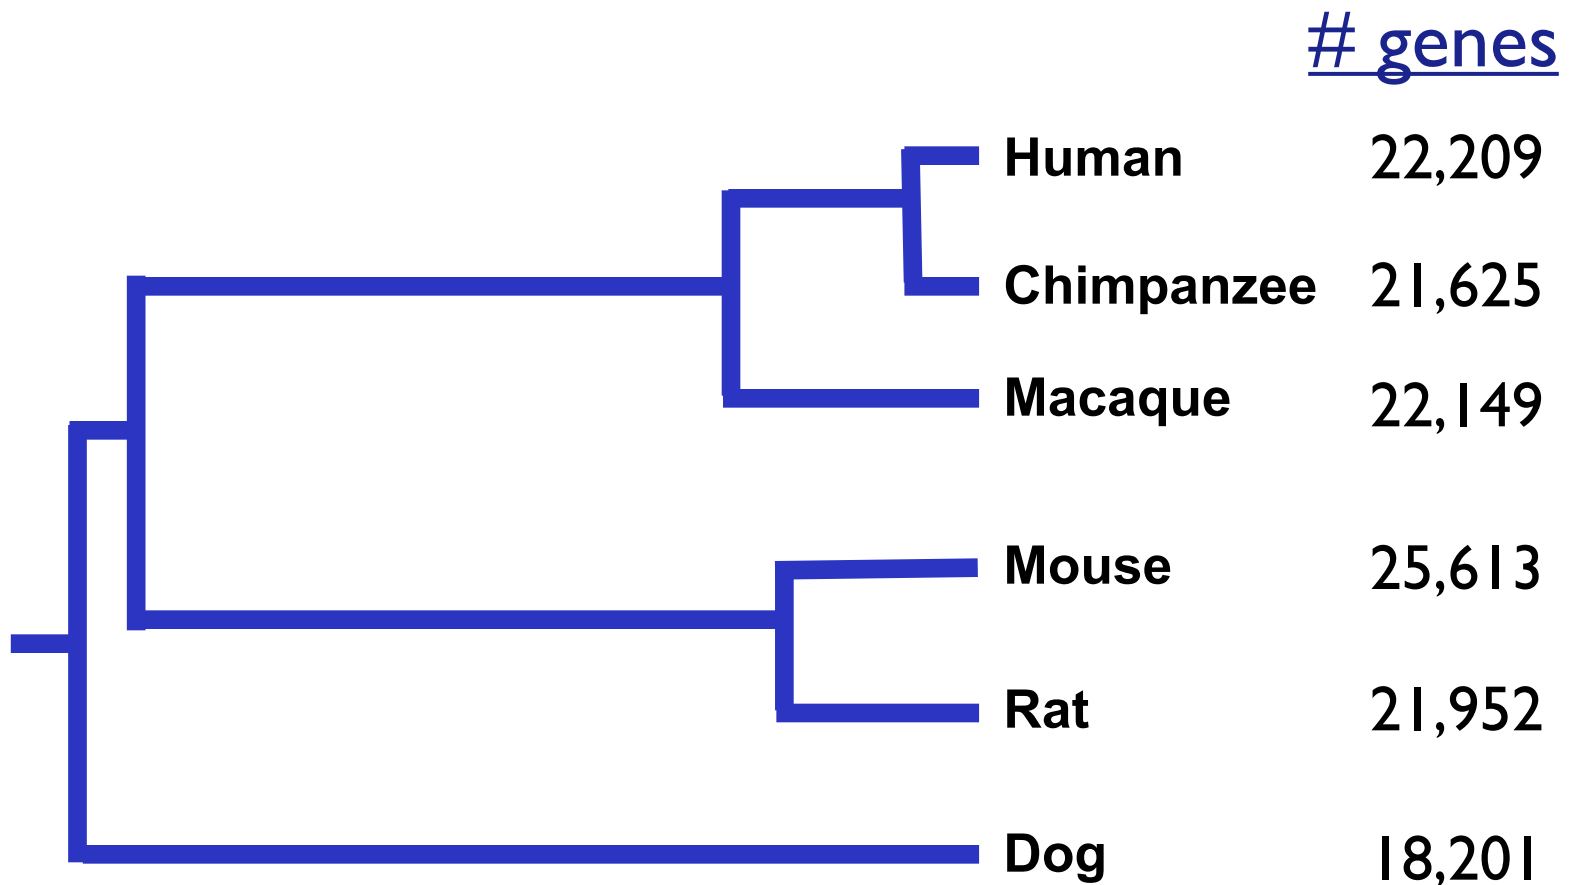 # genes
Human 22,209
Chimpanzee 21,625
Macaque 22,149
Mouse 25,613
Rat 21,952
Dog 18,201